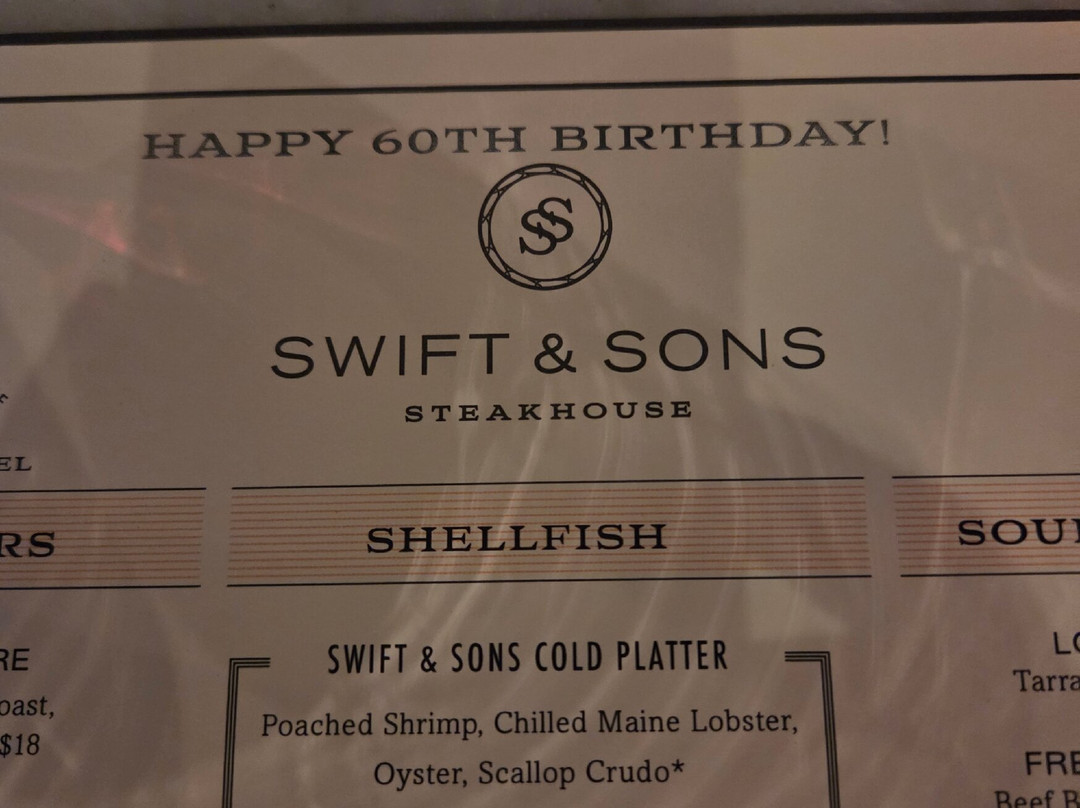 HAPPY 60TH BIRTHDAY!
SS
SWIFT & SONS
STEAKHOUSE
SHELLFISH
SWIFT & SONS COLD PLATTER
Poached Shrimp, Chilled Maine Lobster,
Oyster, Scallop Crudo*
$18